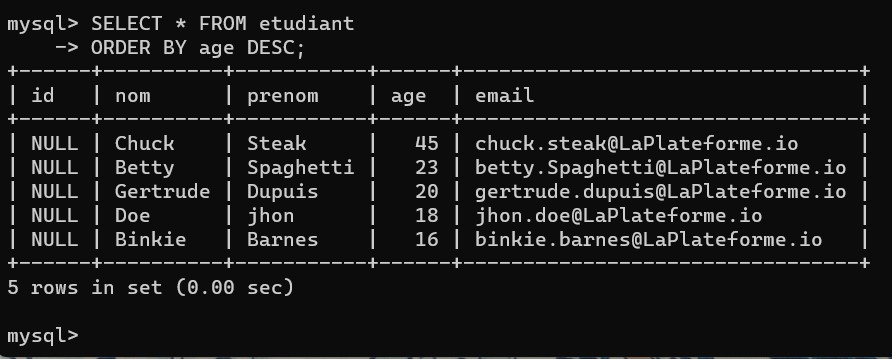 mysql> SELECT * FROM etudiant
    -> ORDER BY age DESC;
+------+----------+-----------+------+--------------------------------+
| id   | nom      | prenom    | age  | email                          |
+------+----------+-----------+------+--------------------------------+
| NULL | Chuck    | Steak     |   45 | chuck.steak@LaPlateforme.io    |
| NULL | Betty    | Spaghetti |   23 | betty.Spaghetti@LaPlateforme.io |
| NULL | Gertrude | Dupuis    |   20 | gertrude.dupuis@LaPlateforme.io |
| NULL | Doe      | jhon      |   18 | jhon.doe@LaPlateforme.io       |
| NULL | Binkie   | Barnes    |   16 | binkie.barnes@LaPlateforme.io  |
+------+----------+-----------+------+--------------------------------+
5 rows in set (0.00 sec)
mysql>